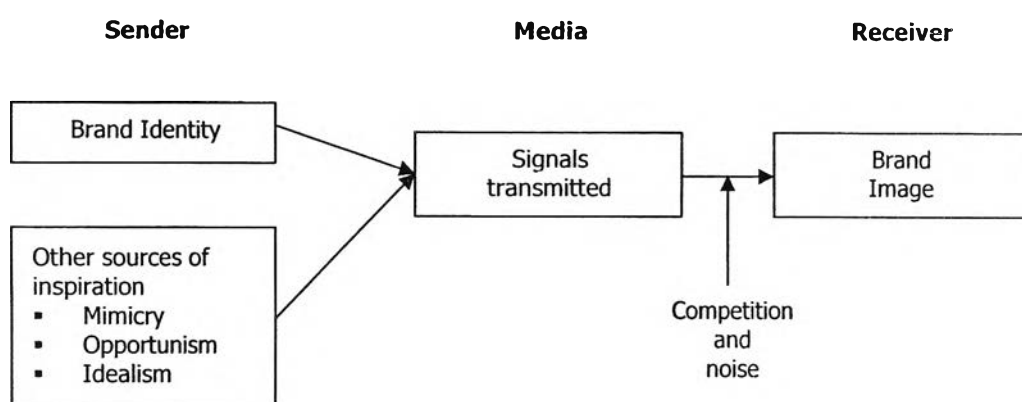 Sender
Media
Receiver
Brand Identity
Signals
transmitted
Brand
Image
Other sources of
inspiration
▪ Mimicry
▪ Opportunism
▪ Idealism
Competition
and
noise